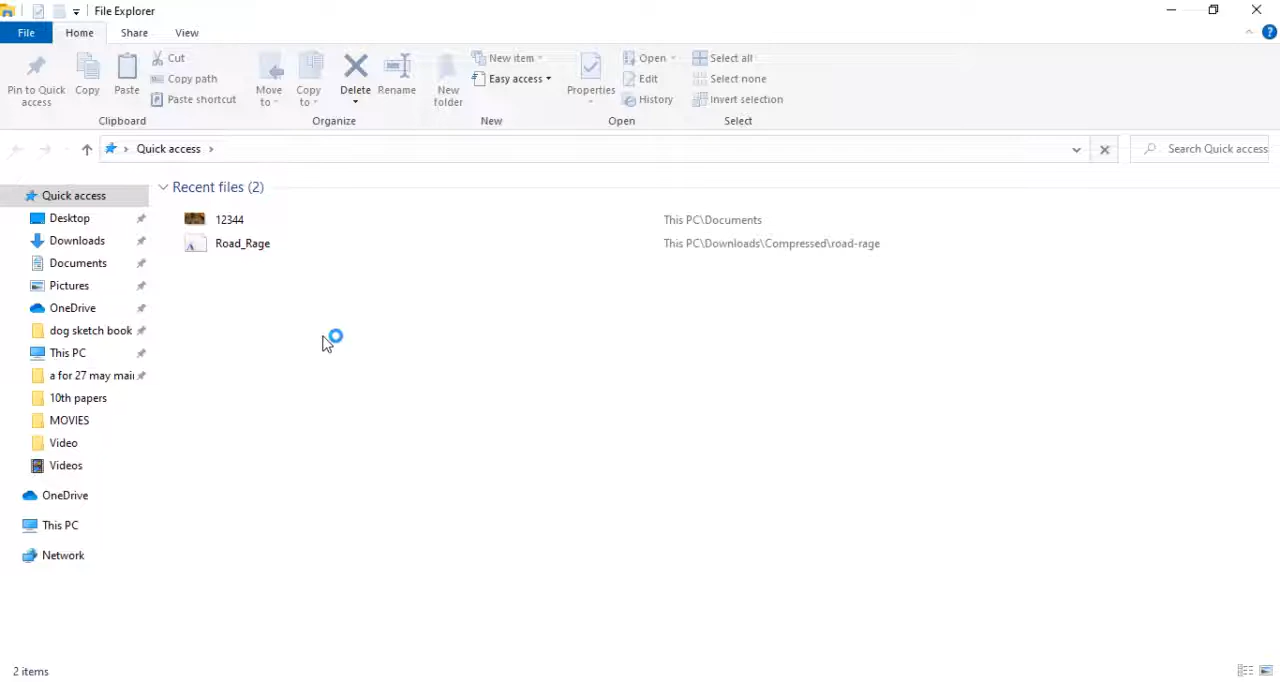 File Explorer
File Home Share View
Pin to Quick access
Copy
Paste
Cut
Copy path
Paste shortcut
Clipboard
Move to
Copy to
Delete
Rename
Organize
New folder
New item
Easy access
New
Properties
Open
Edit
History
Open
Select all
Select none
Invert selection
Select
Quick access
Search Quick access
Quick access
Desktop
Downloads
Documents
Pictures
OneDrive
dog sketch book
This PC
a for 27 may mai
10th papers
MOVIES
Video
Videos
OneDrive
This PC
Network
Recent files (2)
12344 This PC\Documents
Road_Rage This PC\Downloads\Compressed\road-rage
2 items